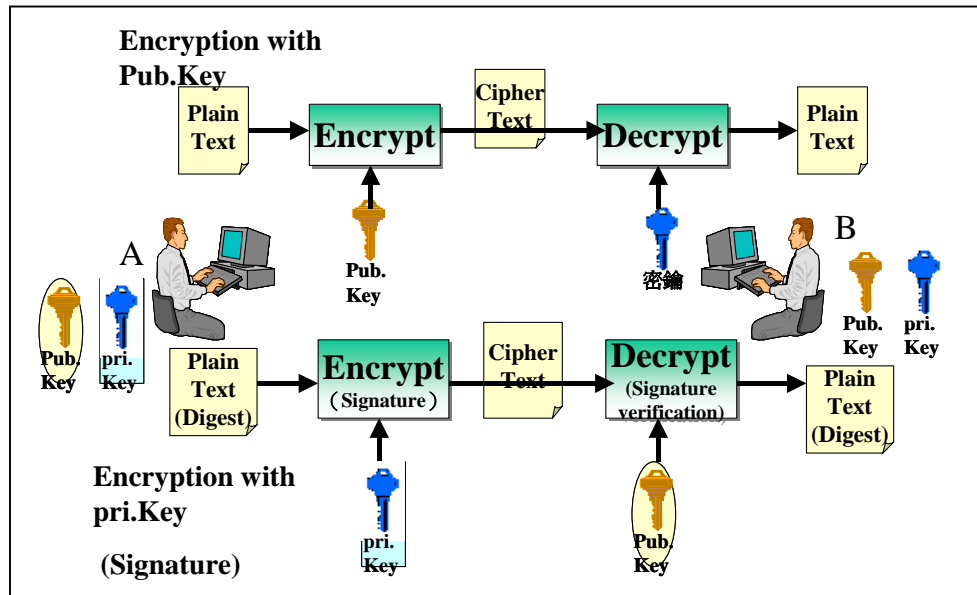 Encryption with
Pub.Key
Plain
Text
Encrypt
Cipher
Text
Decrypt
Plain
Text
Pub.
Key
密鑰
A
B
Pub.
Key
pri.
Key
Pub.
Key
pri.
Key
Plain
Text
(Digest)
Encrypt
(Signature)
Cipher
Text
Decrypt
(Signature
verification)
Plain
Text
(Digest)
Encryption with
pri.Key
(Signature)
pri.
Key
Pub.
Key